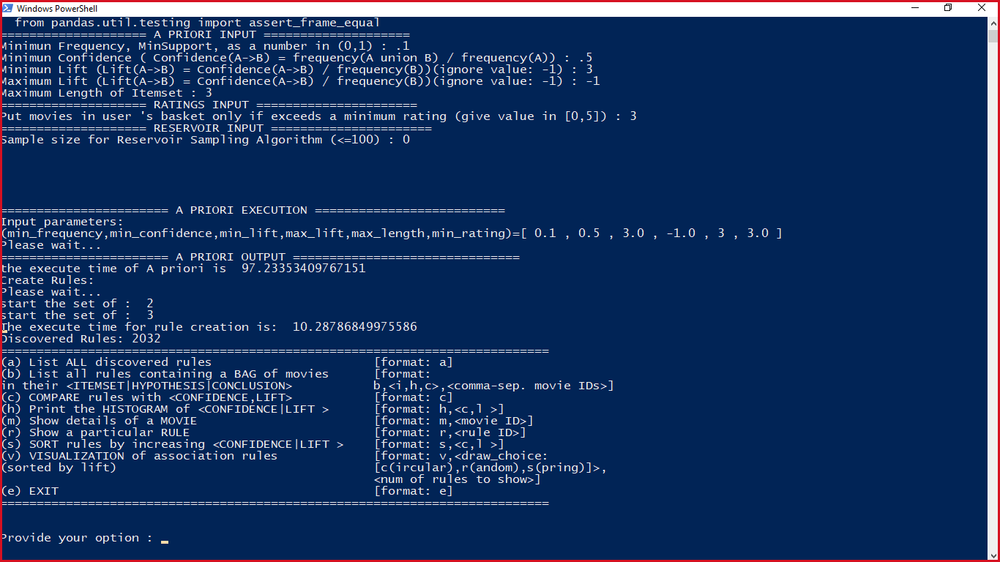 Windows PowerShell
from pandas.util.testing import assert_frame_equal
==================== A PRIORI INPUT ====================
Minimun Frequency, MinSupport, as a number in (0,1) : .1
Minimun Confidence ( Confidence(A->B) = frequency(A union B) / frequency(A)) : .5
Minimun Lift (Lift(A->B) = Confidence(A->B) / frequency(B))(ignore value: -1) : 3
Maximum Lift (Lift(A->B) = Confidence(A->B) / frequency(B))(ignore value: -1) : -1
Maximum Length of Itemset : 3
==================== RATINGS INPUT ======================
Put movies in user 's basket only if exceeds a minimum rating (give value in [0,5]) : 3
==================== RESERVOIR INPUT ======================
Sample size for Reservoir Sampling Algorithm (<=100) : 0
======================= A PRIORI EXECUTION ==========================
Input parameters:
(min_frequency,min_confidence,min_lift,max_lift,max_length,min_rating)=[ 0.1 , 0.5 , 3.0 , -1.0 , 3 , 3.0 ]
Please wait...
======================= A PRIORI OUTPUT ===============================
the execute time of A priori is  97.23353409767151
Create Rules:
Please wait...
start the set of :  2
start the set of :  3
The execute time for rule creation is:  10.28786849975586
Discovered Rules: 2032
===========================================================================
(a) List ALL discovered rules [format: a]
(b) List all rules containing a BAG of movies [format:
in their <ITEMSET|HYPOTHESIS|CONCLUSION> b,<i,h,c>,<comma-sep. movie IDs>]
(c) COMPARE rules with <CONFIDENCE,LIFT> [format: c]
(h) Print the HISTOGRAM of <CONFIDENCE|LIFT > [format: h,<c,l >]
(m) Show details of a MOVIE [format: m,<movie ID>]
(r) Show a particular RULE [format: r,<rule ID>]
(s) SORT rules by increasing <CONFIDENCE|LIFT > [format: s,<c,l >]
(v) VISUALIZATION of association rules [format: v,<draw_choice:
(sorted by lift) [c(ircular),r(andom),s(pring)]>,
<num of rules to show>]
(e) EXIT [format: e]
===========================================================================
Provide your option : _